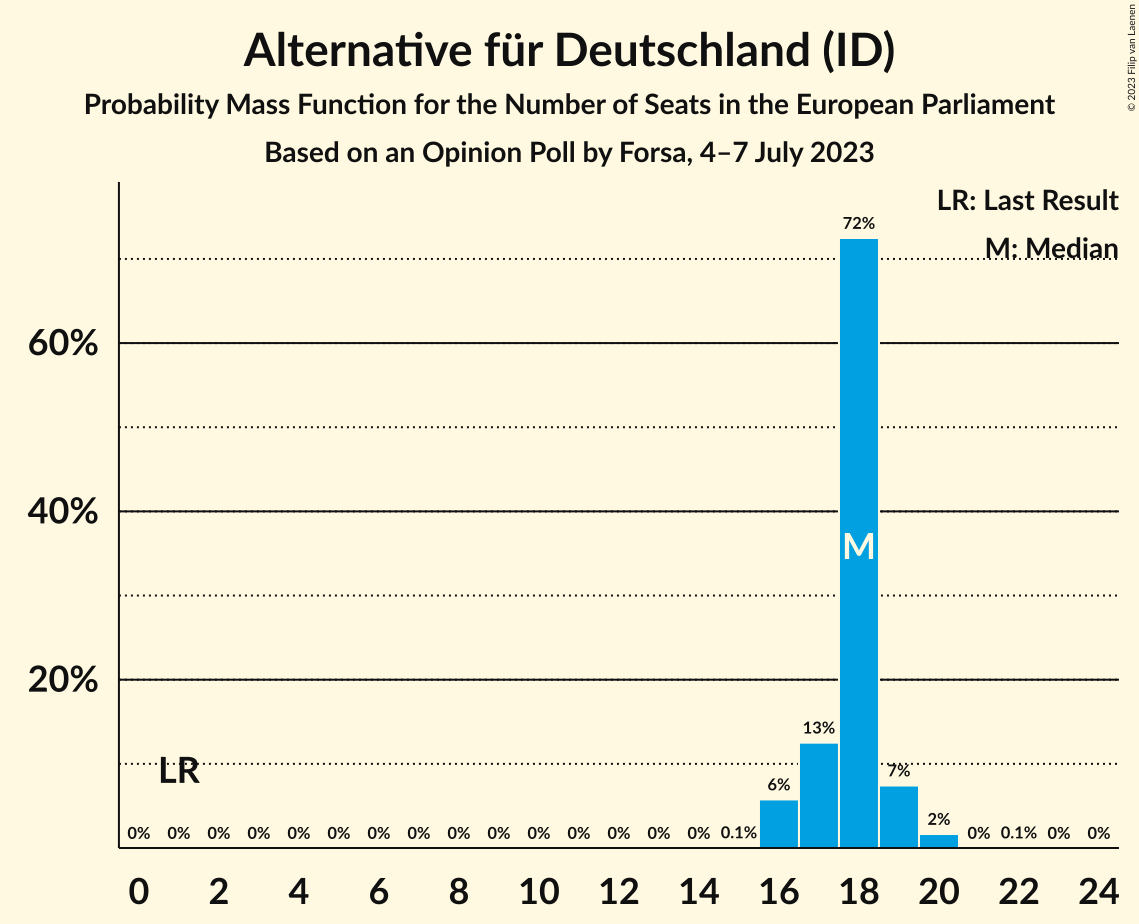 Alternative für Deutschland (ID)
Probability Mass Function for the Number of Seats in the European Parliament
Based on an Opinion Poll by Forsa, 4–7 July 2023
© 2023 Filip van Laenen
LR: Last Result
M: Median
72%
60%
40%
M
20%
13%
LR
6%
7%
0% 0% 0% 0% 0% 0% 0% 0% 0% 0% 0% 0% 0% 0% 0% 0.1% 2% 0% 0.1% 0% 0%
0 2 4 6 8 10 12 14 16 18 20 22 24